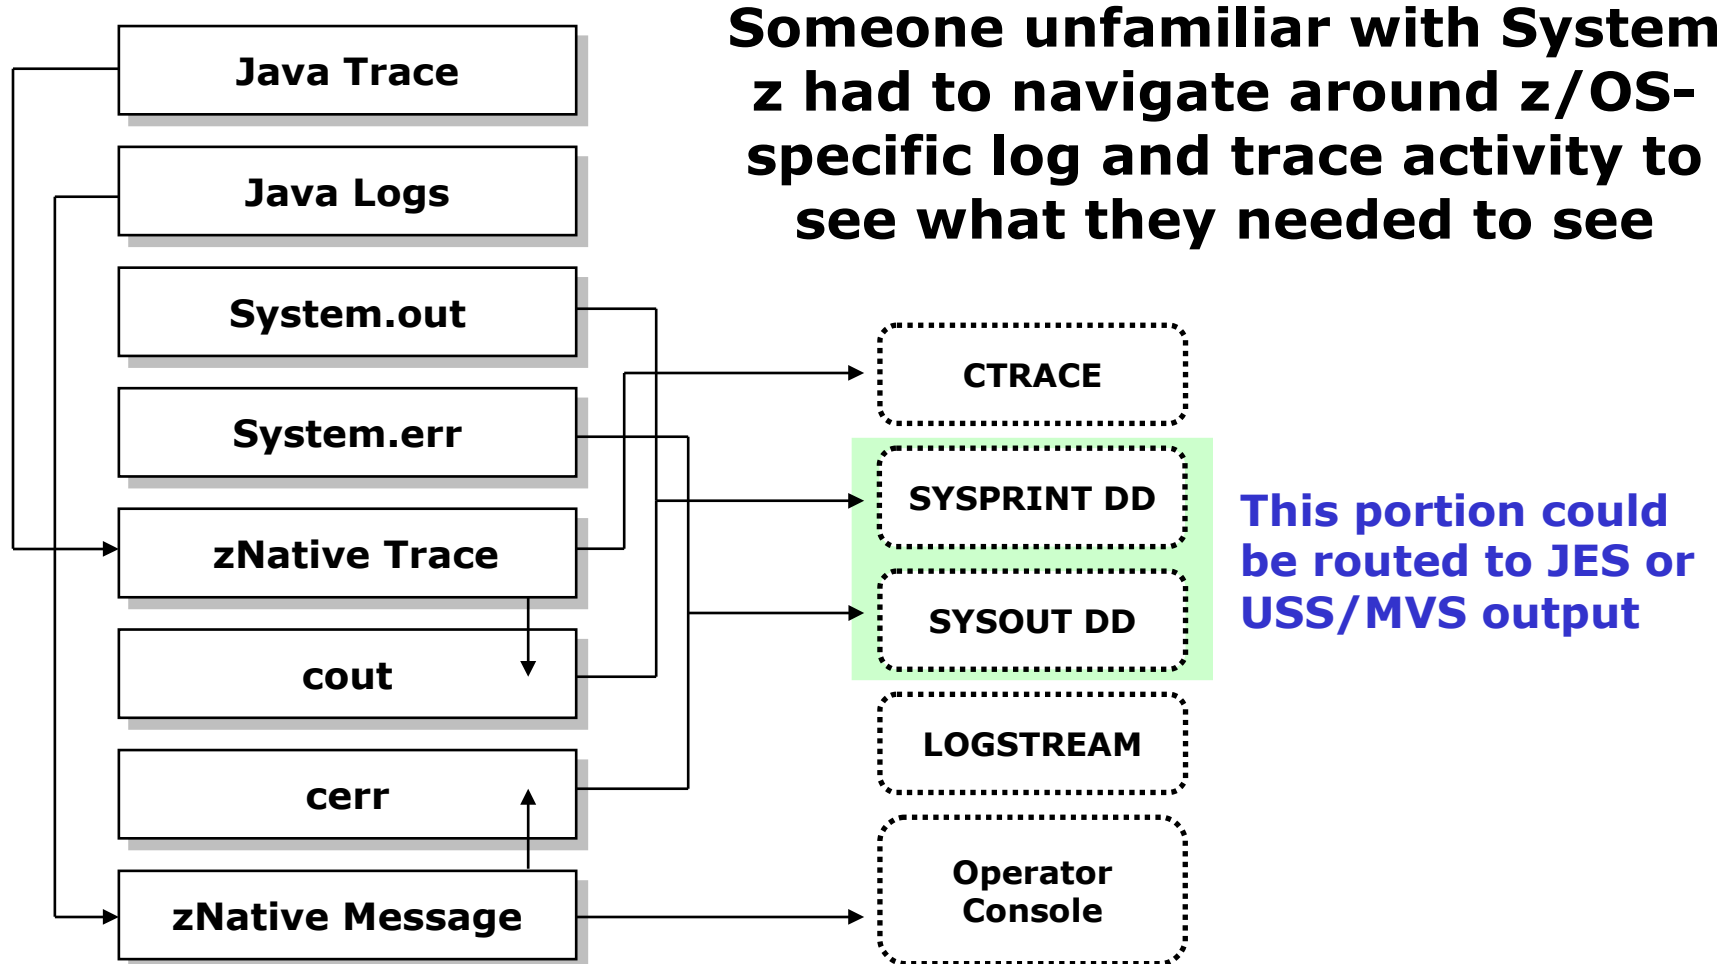 Someone unfamiliar with System
z had to navigate around z/OS-
specific log and trace activity to
see what they needed to see
Java Trace
Java Logs
System.out
System.err
zNative Trace
cout
cerr
zNative Message
CTRACE
SYSPRINT DD
SYSOUT DD
LOGSTREAM
Operator
Console
This portion could
be routed to JES or
USS/MVS output